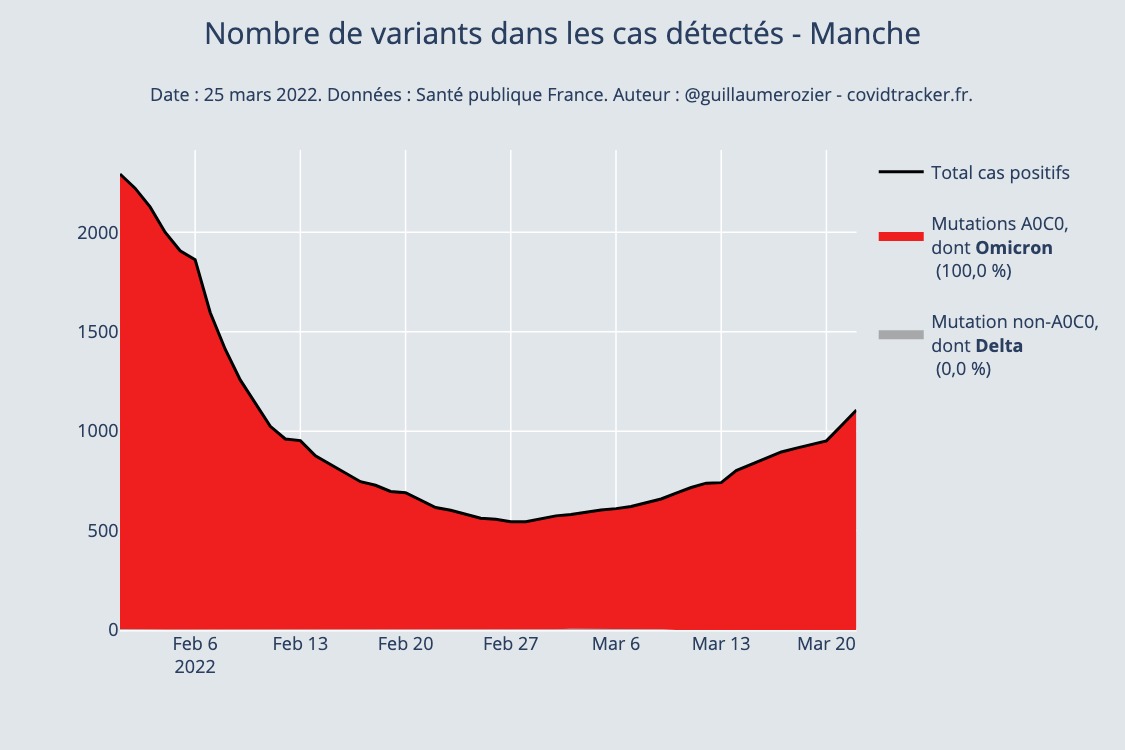 Nombre de variants dans les cas détectés - Manche
Date : 25 mars 2022. Données : Santé publique France. Auteur : @guillaumerozier - covidtracker.fr.
Total cas positifs
Mutations A0C0,
dont Omicron
(100,0 %)
Mutation non-A0C0,
dont Delta
(0,0 %)
2000
1500
1000
500
0
Feb 6
2022
Feb 13
Feb 20
Feb 27
Mar 6
Mar 13
Mar 20